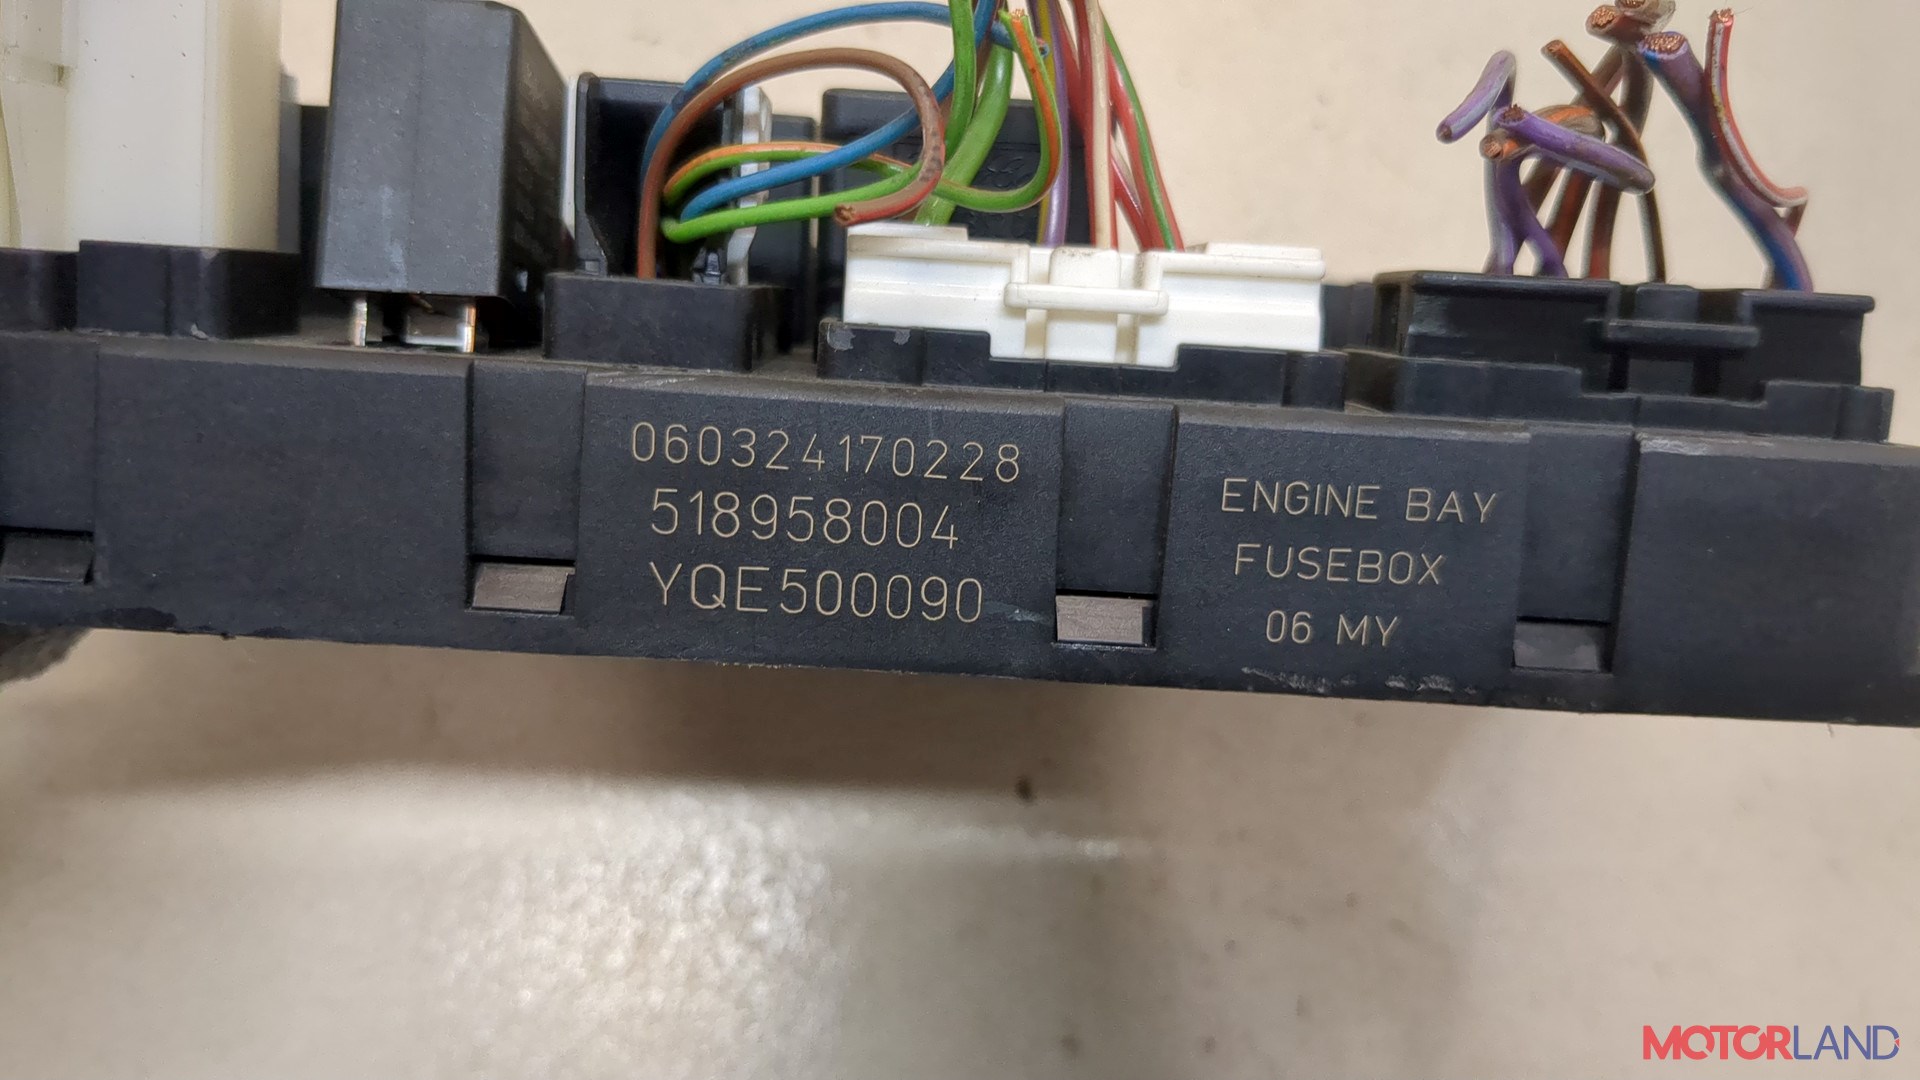 060324170228
518958004
YQE500090
ENGINE BAY
FUSEBOX
06 MY
MOTORLAND